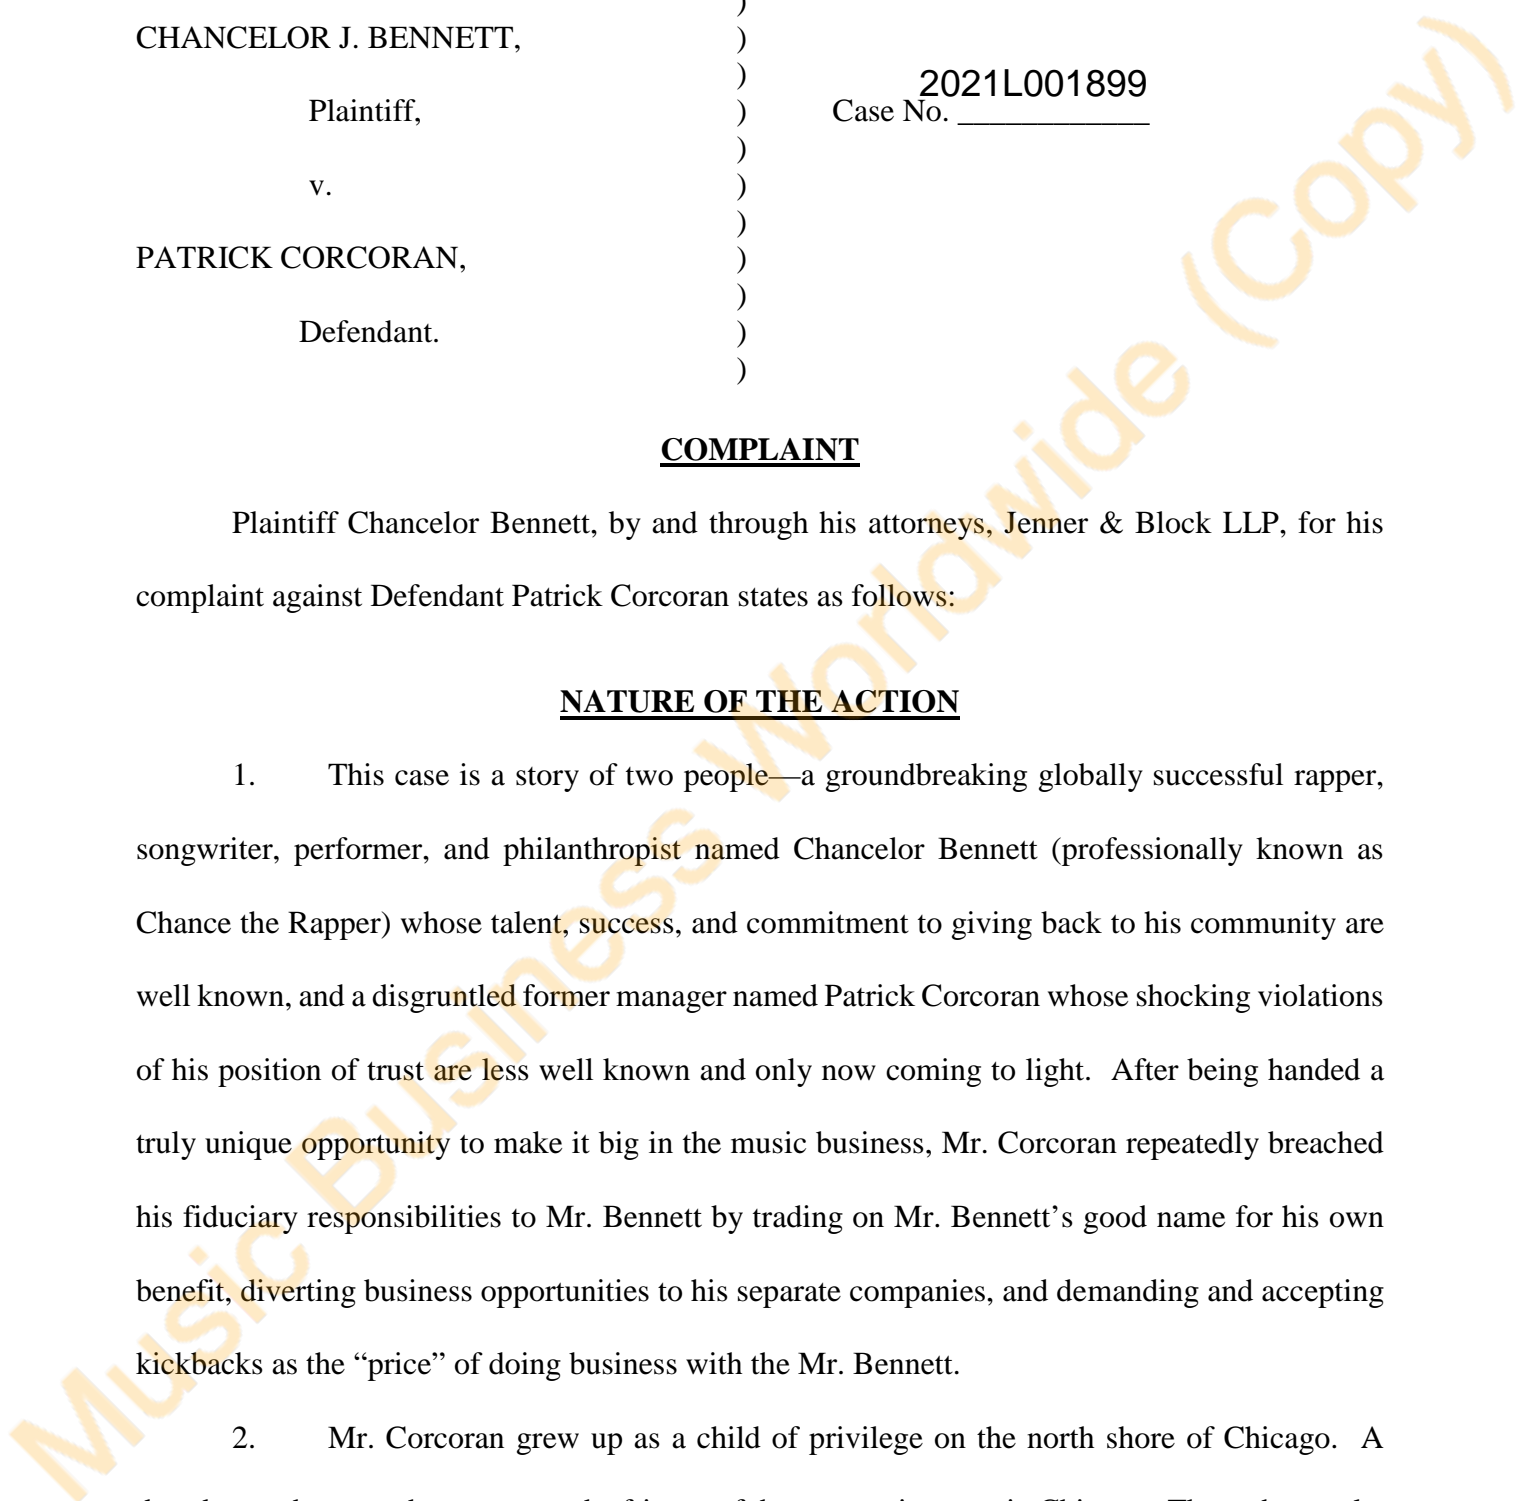 CHANCELOR J. BENNETT, )
)
2021L001899
Plaintiff, ) Case No. ____________
)
v. )
)
PATRICK CORCORAN, )
)
Defendant. )
)
COMPLAINT
Plaintiff Chancelor Bennett, by and through his attorneys, Jenner & Block LLP, for his
complaint against Defendant Patrick Corcoran states as follows:
NATURE OF THE ACTION
1. This case is a story of two people—a groundbreaking globally successful rapper,
songwriter, performer, and philanthropist named Chancelor Bennett (professionally known as
Chance the Rapper) whose talent, success, and commitment to giving back to his community are
well known, and a disgruntled former manager named Patrick Corcoran whose shocking violations
of his position of trust are less well known and only now coming to light. After being handed a
truly unique opportunity to make it big in the music business, Mr. Corcoran repeatedly breached
his fiduciary responsibilities to Mr. Bennett by trading on Mr. Bennett’s good name for his own
benefit, diverting business opportunities to his separate companies, and demanding and accepting
kickbacks as the “price” of doing business with the Mr. Bennett.
2. Mr. Corcoran grew up as a child of privilege on the north shore of Chicago. A
Music Business Worldwide (Copy)